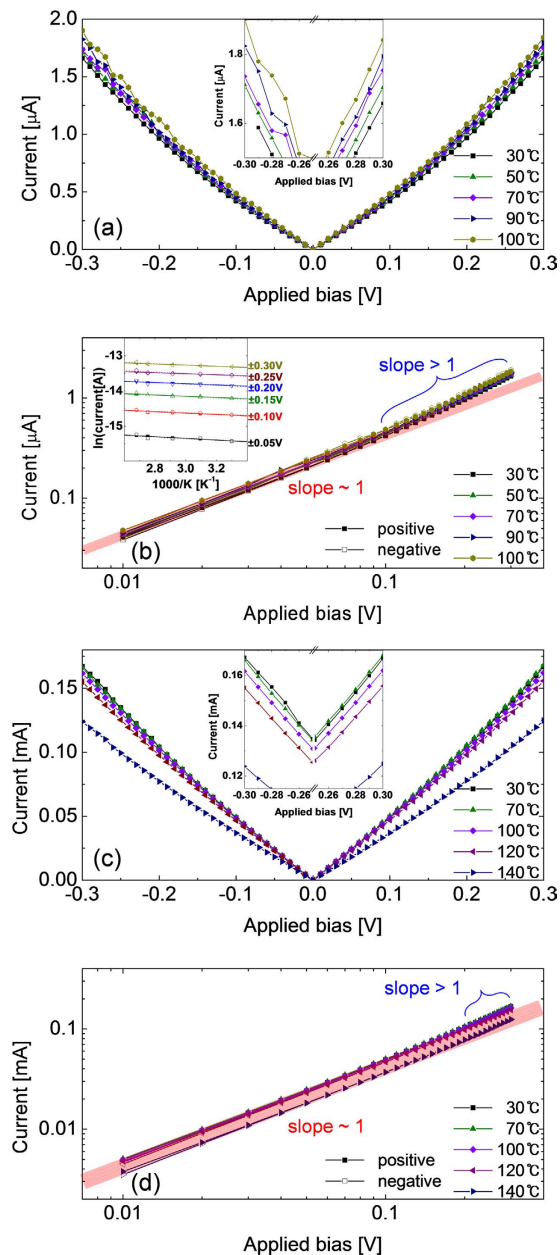 2.0
1.5
1.0
0.5
0.0
Current [μA]
-0.3 -0.2 -0.1 0.0 0.1 0.2 0.3
Applied bias [V]
(a)
1.8
1.6
Current [μA]
-0.30 -0.28 -0.26 0.26 0.28 0.30
Applied bias [V]
30℃
50℃
70℃
90℃
100℃
1
0.1
Current [μA]
0.01 0.1
Applied bias [V]
(b)
-13
-14
-15
ln(current[A])
2.8 3.0 3.2
1000/K [K⁻¹]
±0.30V
±0.25V
±0.20V
±0.15V
±0.10V
±0.05V
slope > 1
slope ~ 1
positive
negative
30℃
50℃
70℃
90℃
100℃
0.15
0.10
0.05
0.00
Current [mA]
-0.3 -0.2 -0.1 0.0 0.1 0.2 0.3
Applied bias [V]
(c)
0.16
0.14
0.12
Current [mA]
-0.30 -0.28 -0.26 0.26 0.28 0.30
Applied bias [V]
30℃
70℃
100℃
120℃
140℃
0.1
0.01
Current [mA]
0.01 0.1
Applied bias [V]
(d)
slope > 1
slope ~ 1
positive
negative
30℃
70℃
100℃
120℃
140℃